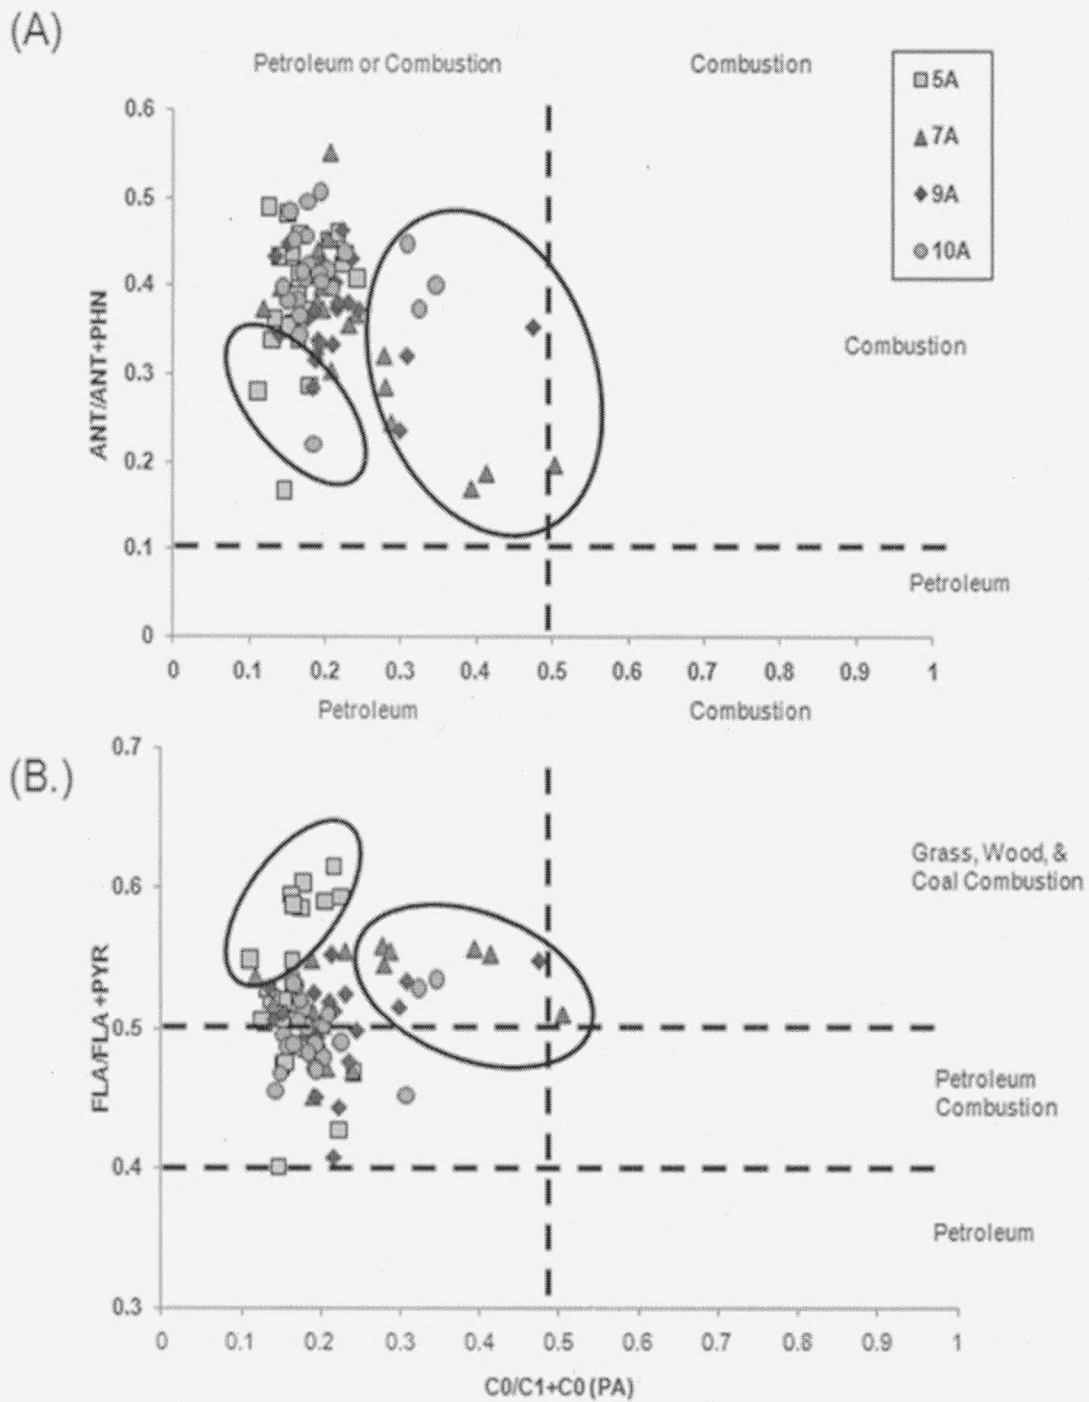 (A)
Petroleum or Combustion
Combustion
5A
7A
9A
10A
0.6
0.5
0.4
0.3
0.2
0.1
0
ANT/ANT+PHN
Combustion
Petroleum
0 0.1 0.2 0.3 0.4 0.5 0.6 0.7 0.8 0.9 1
Petroleum
Combustion
(B.)
0.7
0.6
0.5
0.4
0.3
FLA/FLA +PYR
Grass, Wood, &
Coal Combustion
Petroleum
Combustion
Petroleum
0 0.1 0.2 0.3 0.4 0.5 0.6 0.7 0.8 0.9 1
C0/C1+C0 (PA)